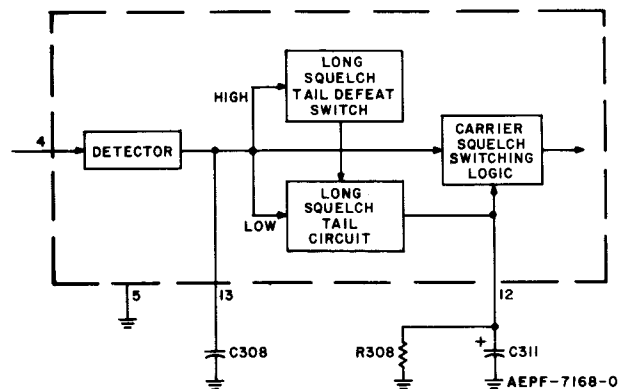 LONG
SQUELCH
TAIL DEFEAT
SWITCH
HIGH
4
DETECTOR
CARRIER
SQUELCH
SWITCHING
LOGIC
LONG
SQUELCH
TAIL
CIRCUIT
LOW
5
13
12
C308
R308
+
C311
AEPF-7168-O